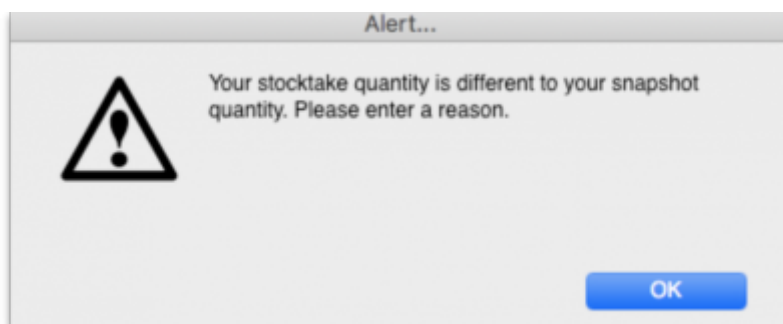 Alert...
Your stocktake quantity is different to your snapshot
quantity. Please enter a reason.
OK